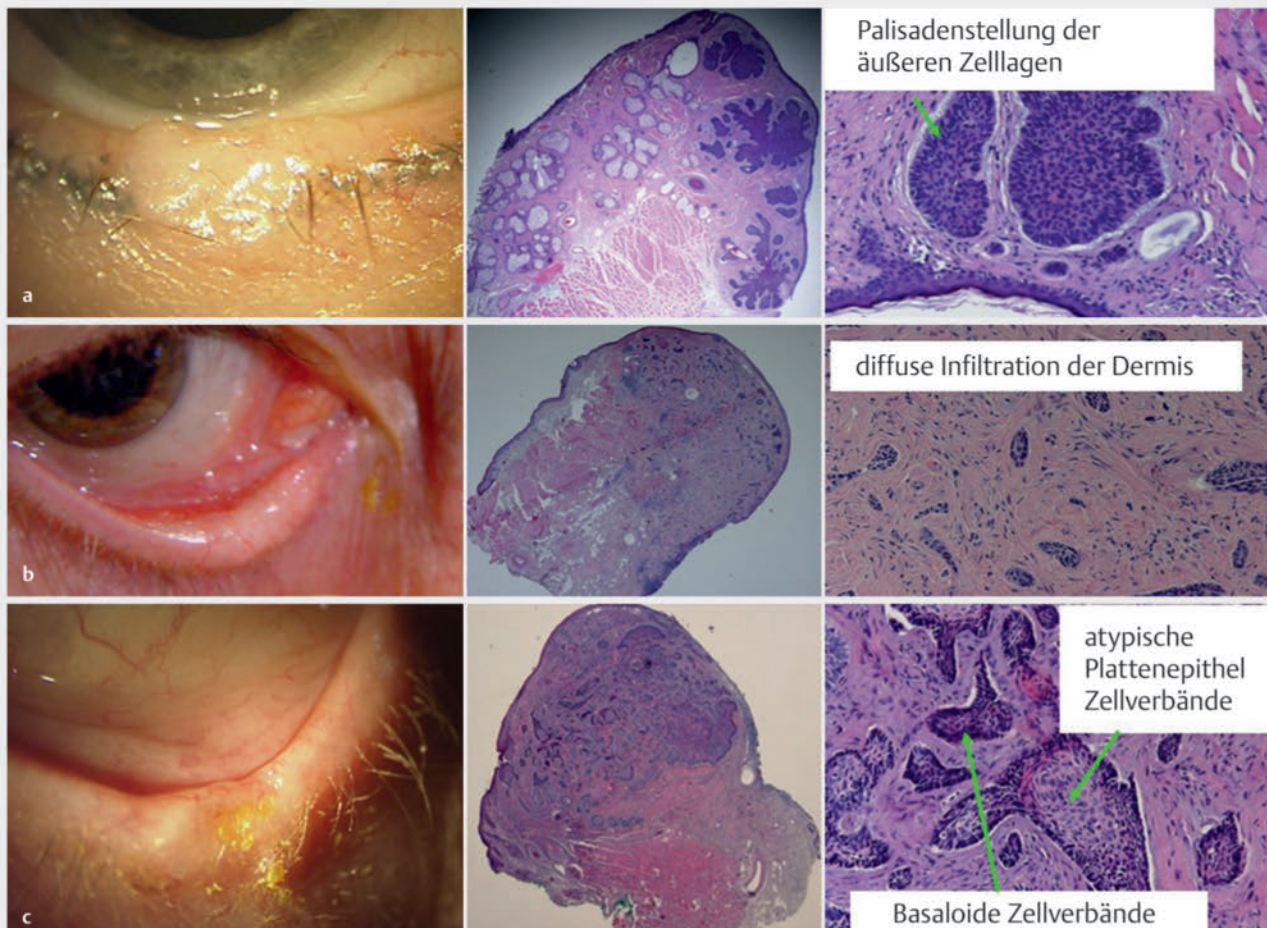 Palisadenstellung der
äußeren Zelllagen
a
diffuse Infiltration der Dermis
b
atypische
Plattenepithel
Zellverbände
c
Basaloide Zellverbände